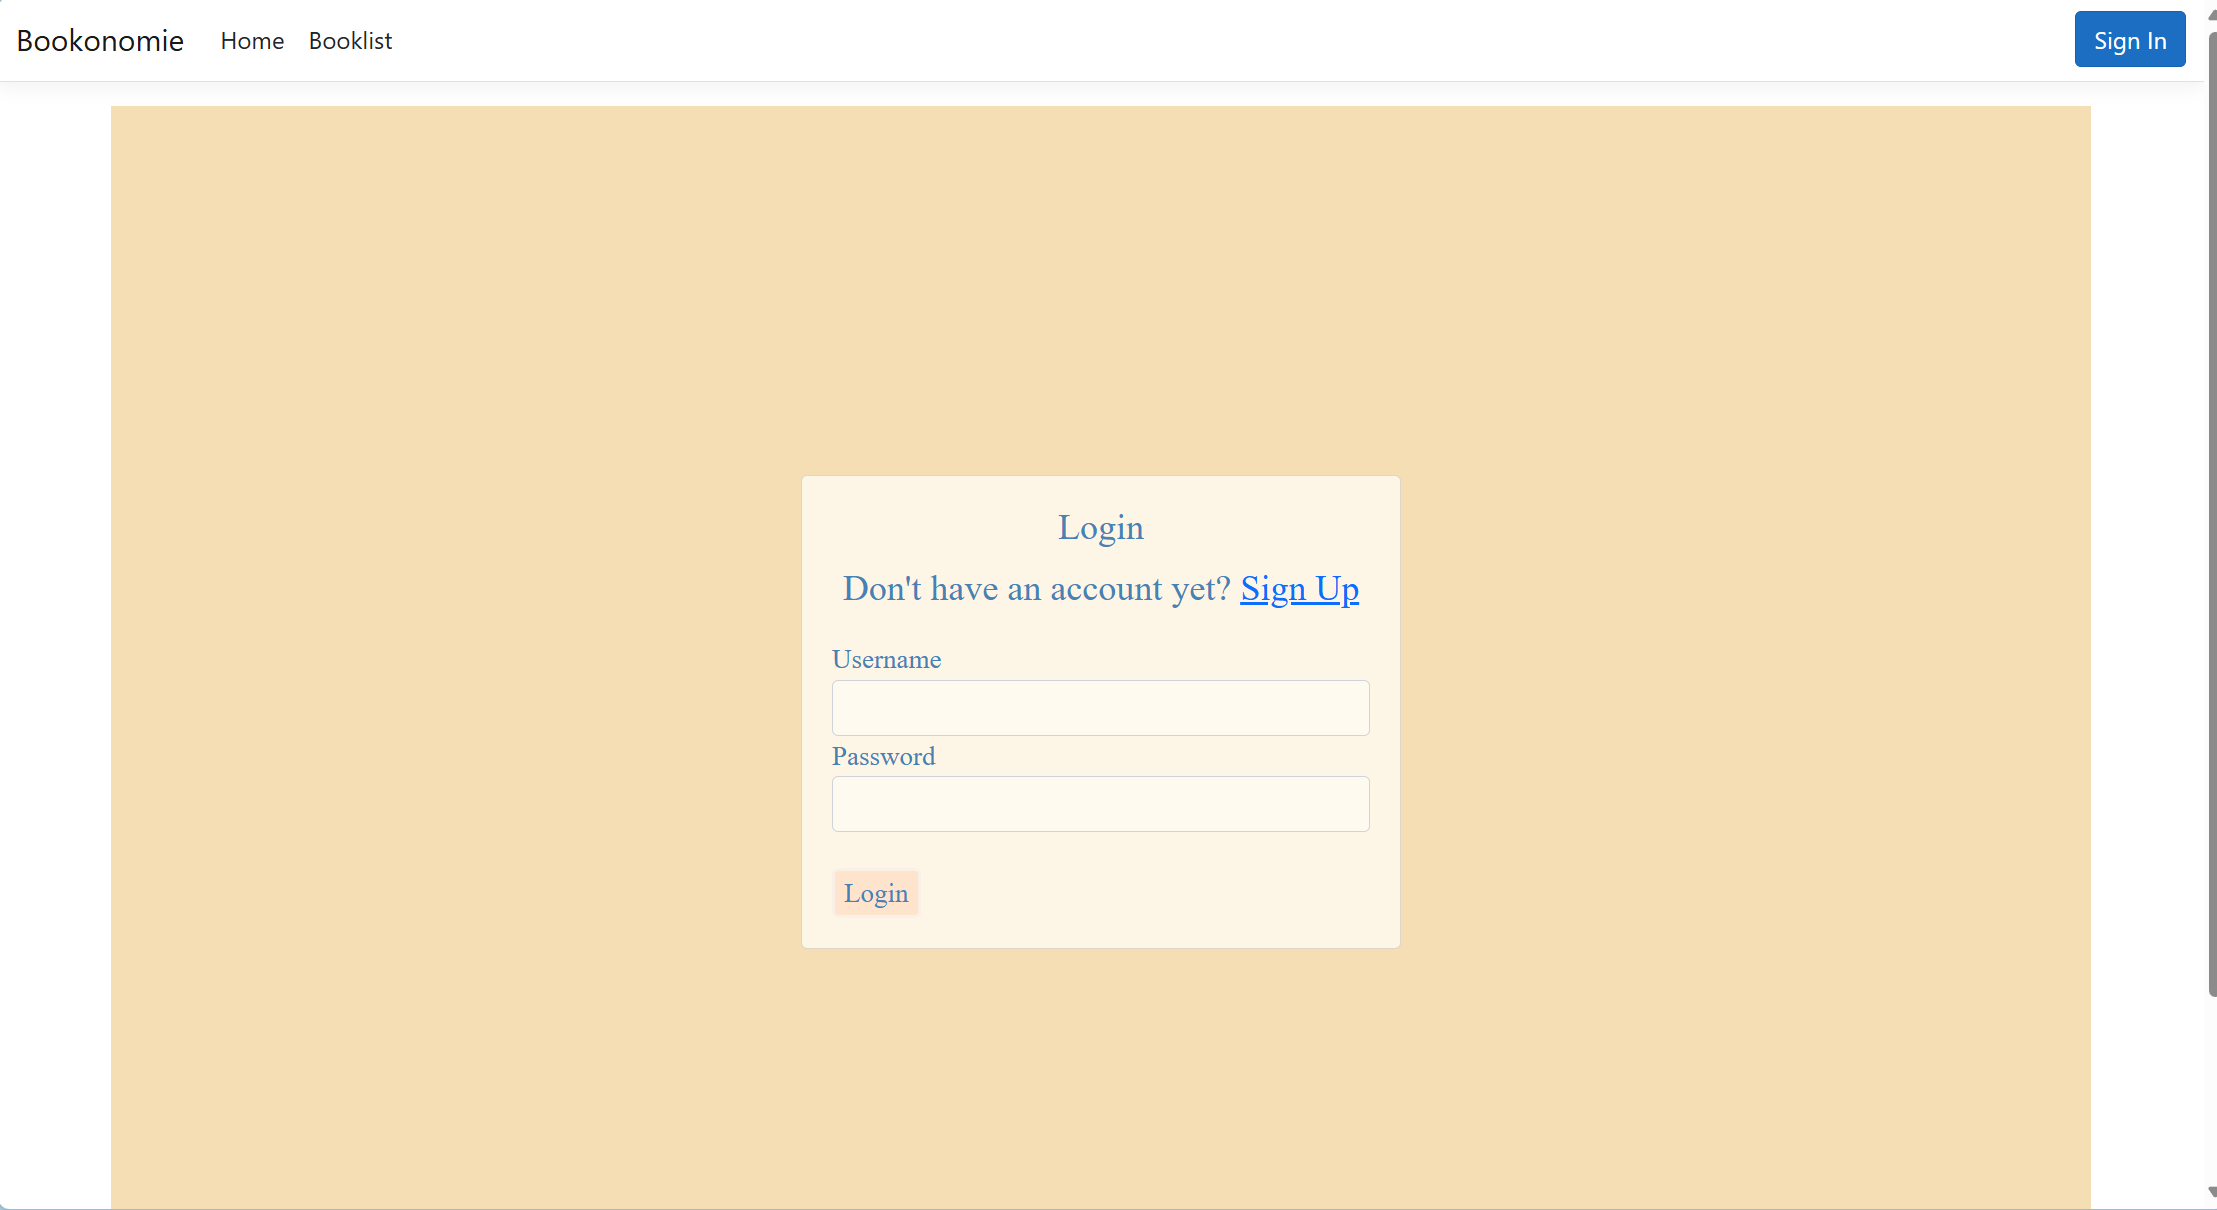 Bookonomie Home Booklist Sign In
Login
Don't have an account yet? Sign Up
Username
Password
Login